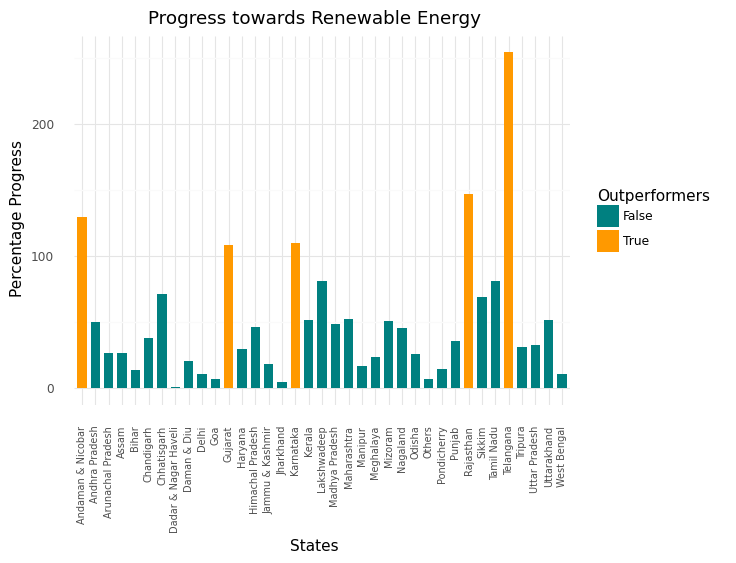 Progress towards Renewable Energy
Percentage Progress
200
100
0
Outperformers
False
True
Andaman & Nicobar
Andhra Pradesh
Arunachal Pradesh
Assam
Bihar
Chandigarh
Chhatisgarh
Dadar & Nagar Haveli
Daman & Diu
Delhi
Goa
Gujarat
Haryana
Himachal Pradesh
Jammu & Kashmir
Jharkhand
Karnataka
Kerala
Lakshwadeep
Madhya Pradesh
Maharashtra
Manipur
Meghalaya
Mizoram
Nagaland
Odisha
Others
Pondicherry
Punjab
Rajasthan
Sikkim
Tamil Nadu
Telangana
Tripura
Uttar Pradesh
Uttarakhand
West Bengal
States